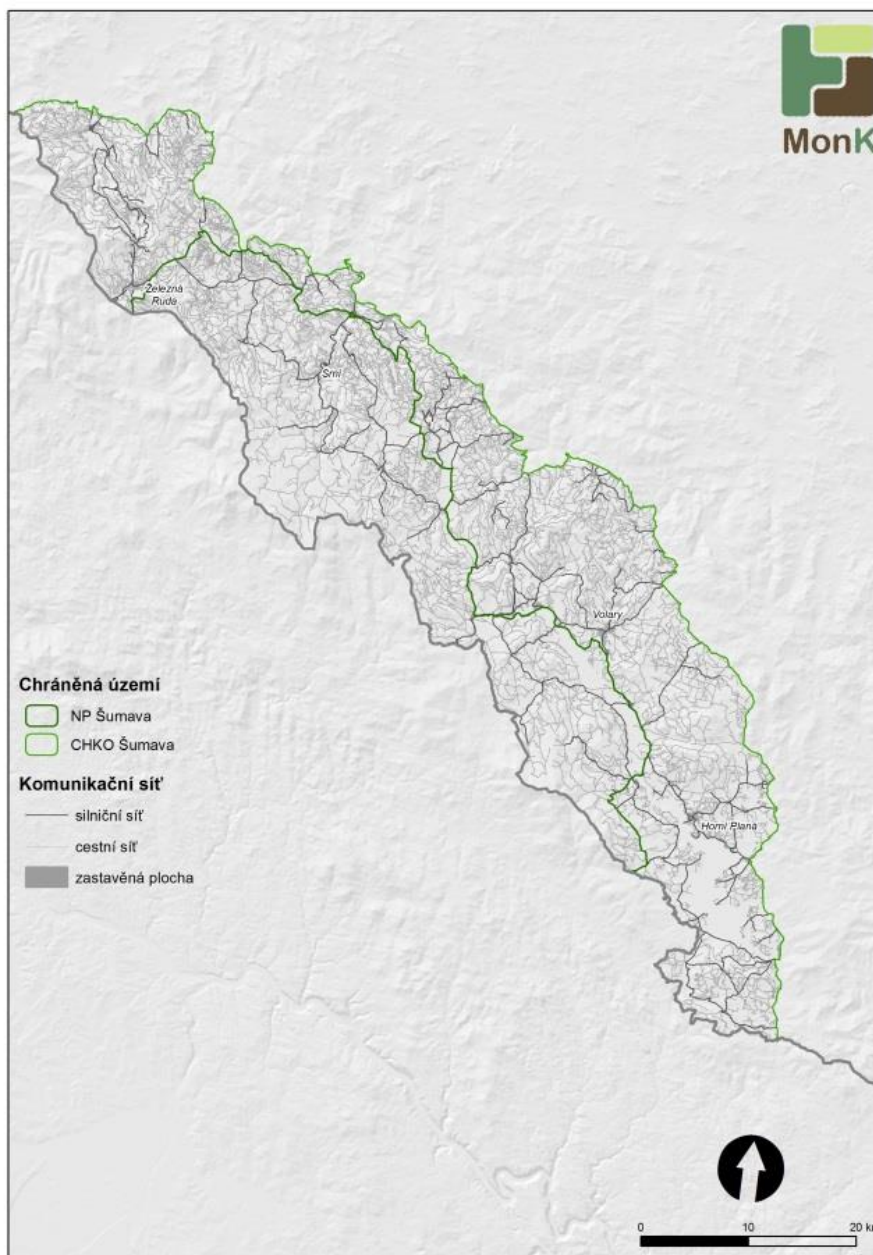 MonK
Železná
Ruda
Srní
Volary
Chráněná území
NP Šumava
CHKO Šumava
Komunikační síť
silniční síť
cestní síť
zastavěná plocha
Horní Planá
0 10 20 km